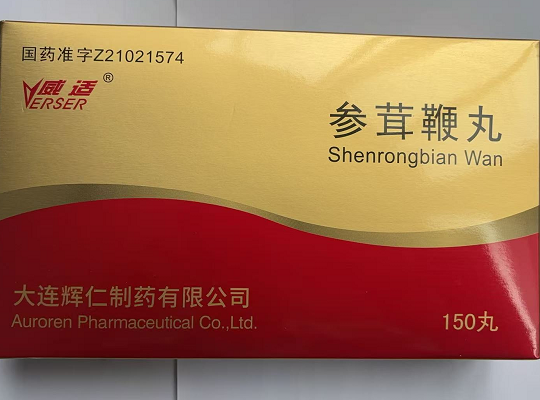 国药准字Z21021574
威适®
VERSER
参茸鞭丸
Shenrongbian Wan
大连辉仁制药有限公司
Auroren Pharmaceutical Co.,Ltd.
150丸